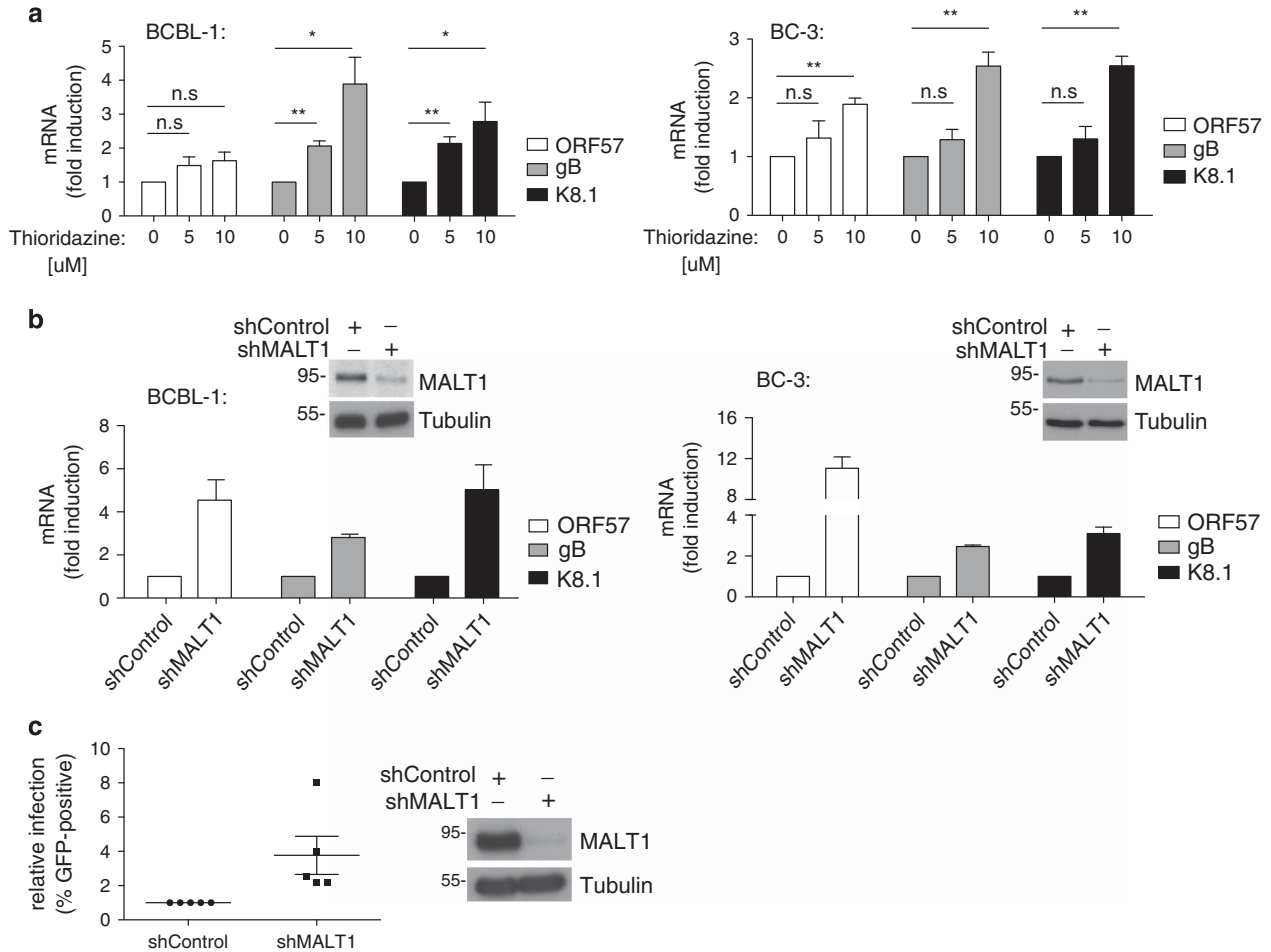 a
BCBL-1:
mRNA
(fold induction)
5
4
3
2
1
0
n.s
n.s
**
*
**
*
ORF57
gB
K8.1
Thioridazine: 0 5 10 0 5 10 0 5 10
[uM]
BC-3:
mRNA
(fold induction)
3
2
1
0
n.s
**
n.s
**
n.s
**
ORF57
gB
K8.1
Thioridazine: 0 5 10 0 5 10 0 5 10
[uM]
b
shControl + –
shMALT1 – +
95- MALT1
55- Tubulin
BCBL-1:
mRNA
(fold induction)
8
6
4
2
0
ORF57
gB
K8.1
shControl shMALT1 shControl shMALT1 shControl shMALT1
shControl + –
shMALT1 – +
95- MALT1
55- Tubulin
BC-3:
mRNA
(fold induction)
16
12
8
4
2
0
ORF57
gB
K8.1
shControl shMALT1 shControl shMALT1 shControl shMALT1
c
relative infection
(% GFP-positive)
10
8
6
4
2
0
shControl shMALT1
shControl + –
shMALT1 – +
95- MALT1
55- Tubulin